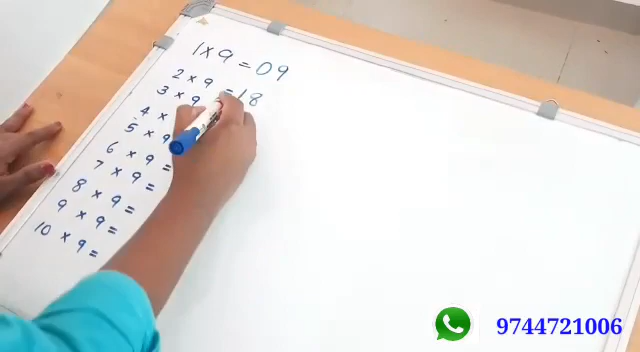 1 × 9 = 09
2 × 9 = 18
3 × 9
4 ×
5 × 9
6 × 9 =
7 × 9 =
8 × 9 =
9 × 9 =
10 × 9 =
9744721006